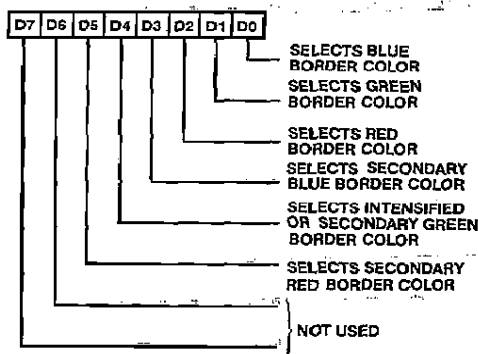 D7 D6 D5 D4 D3 D2 D1 D0
SELECTS BLUE
BORDER COLOR
SELECTS GREEN
BORDER COLOR
SELECTS RED
BORDER COLOR
SELECTS SECONDARY
BLUE BORDER COLOR
SELECTS INTENSIFIED
OR SECONDARY GREEN
BORDER COLOR
SELECTS SECONDARY
RED BORDER COLOR
NOT USED